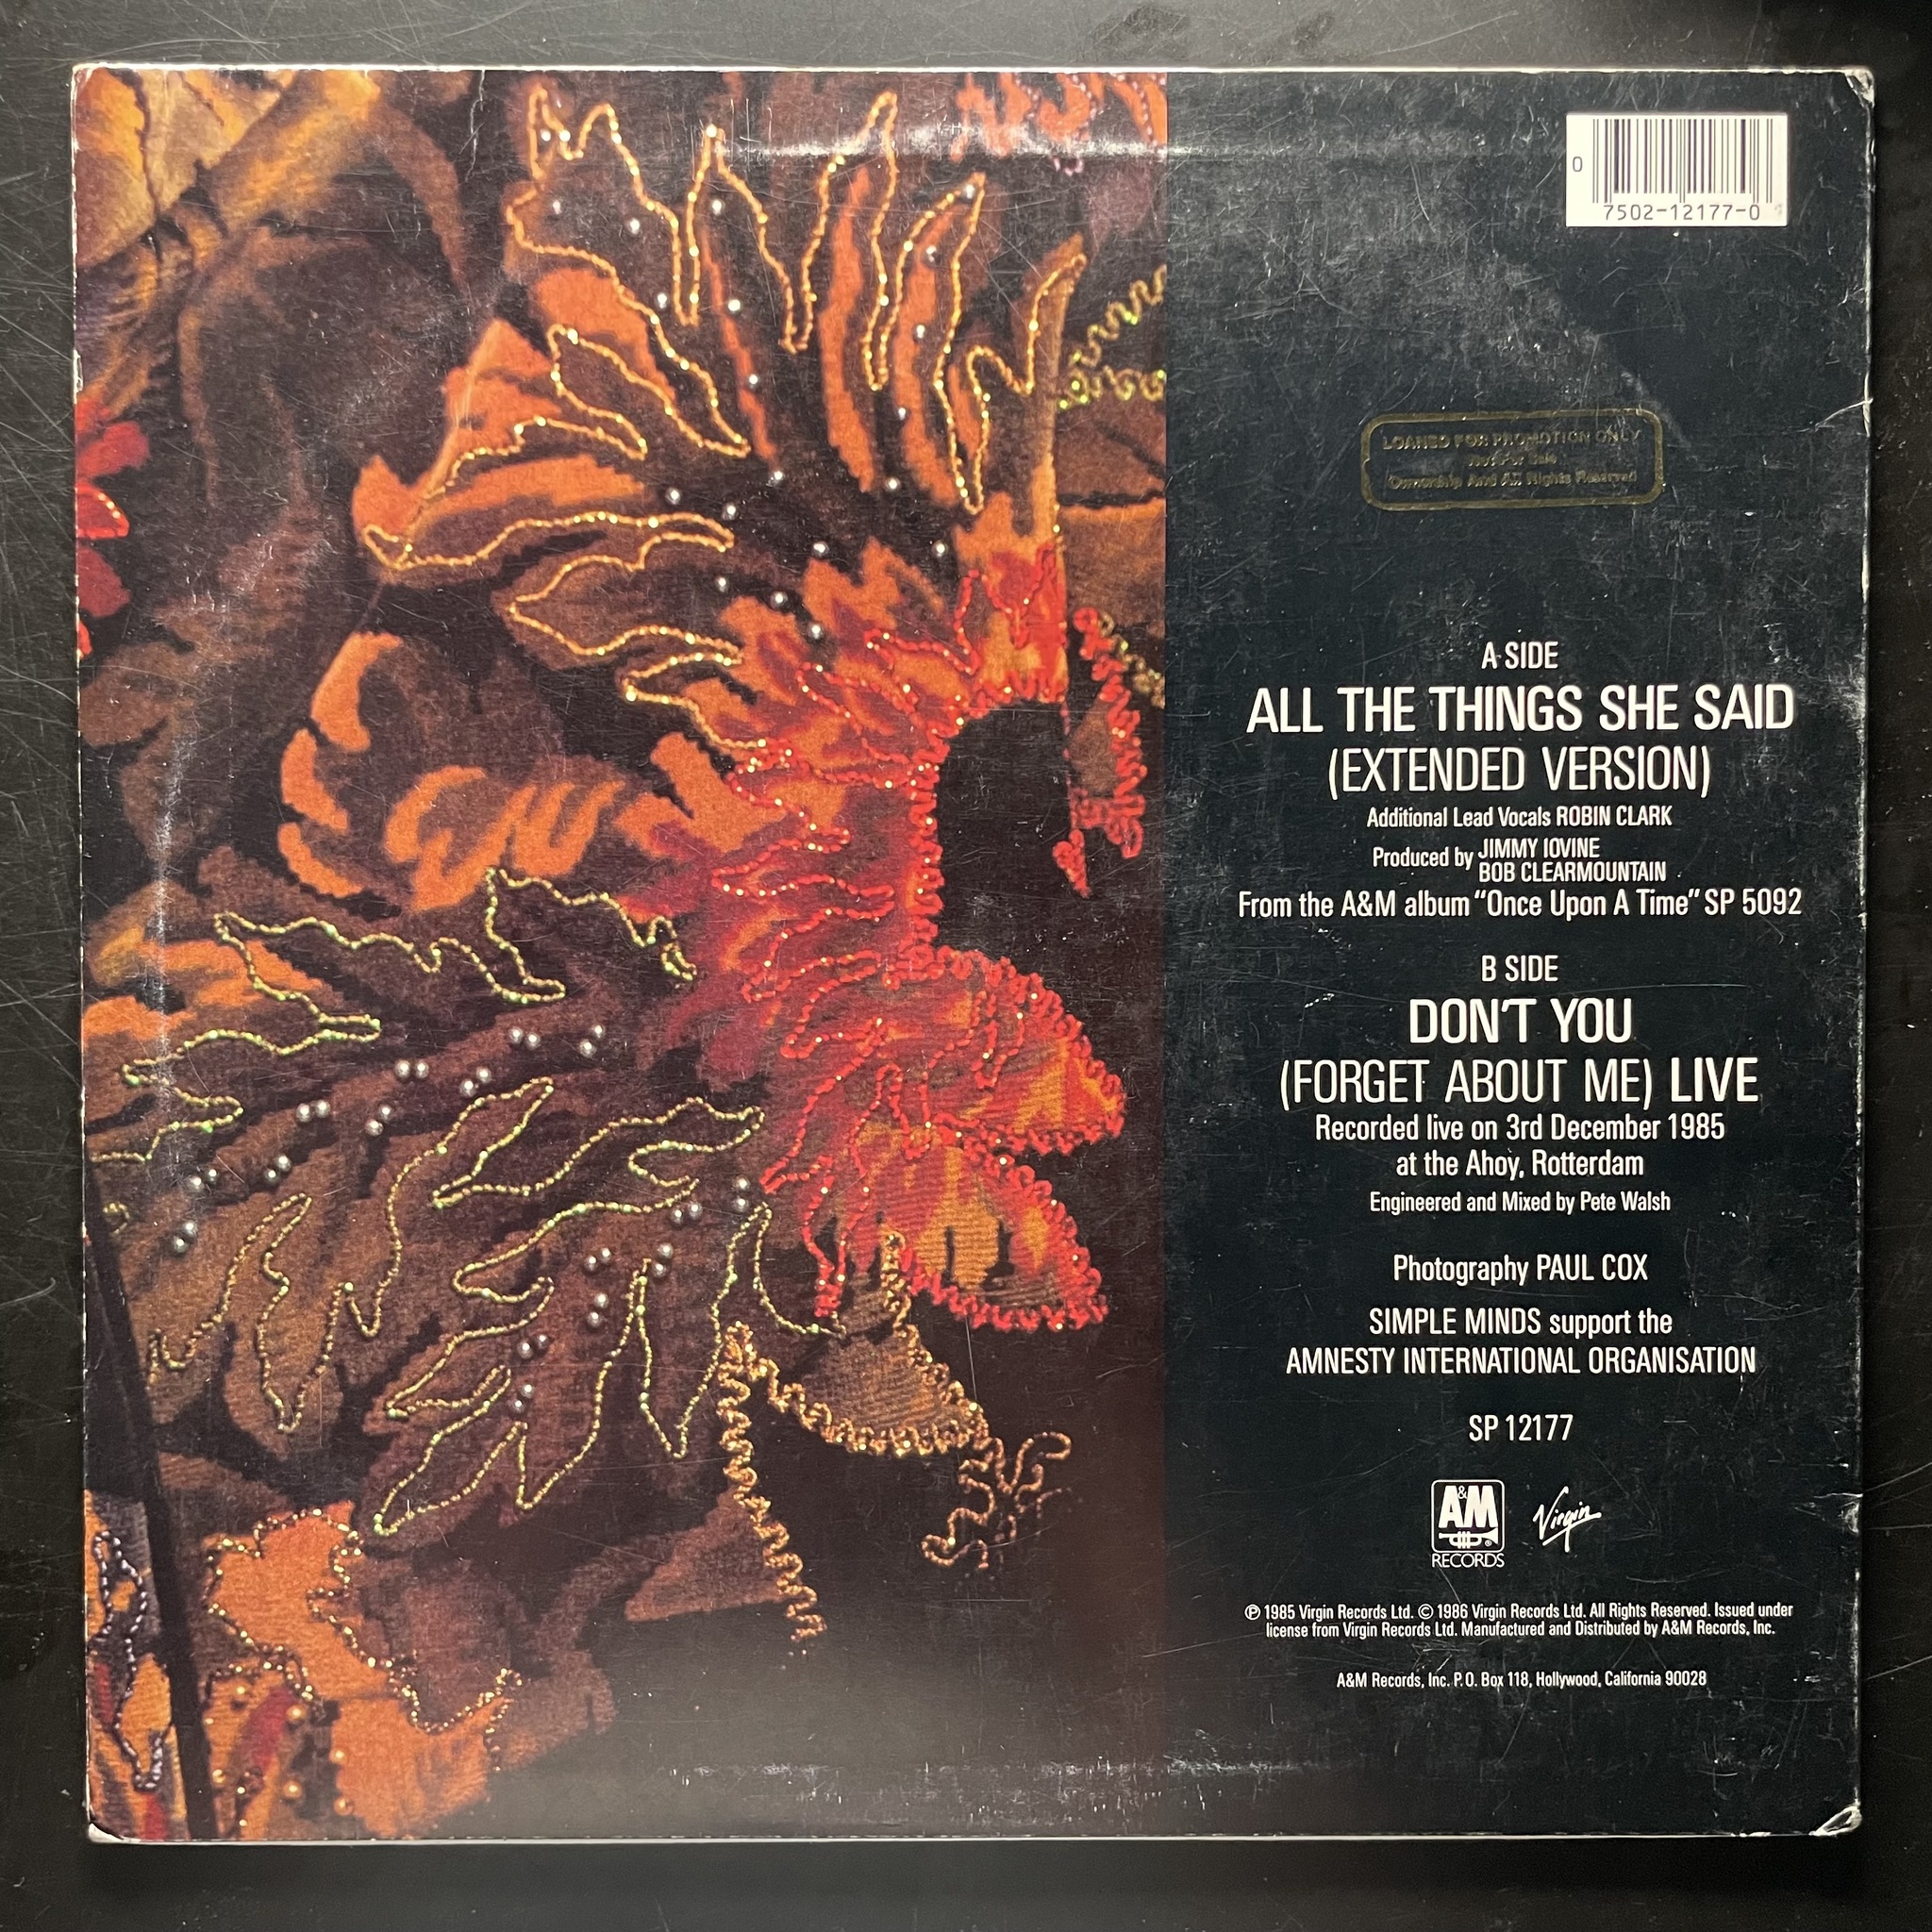 0
7502-12177-0
LOANED FOR PROMOTION ONLY
Not For Sale
Ownership And All Rights Reserved
A SIDE
ALL THE THINGS SHE SAID
(EXTENDED VERSION)
Additional Lead Vocals ROBIN CLARK
Produced by JIMMY IOVINE
BOB CLEARMOUNTAIN
From the A&M album "Once Upon A Time" SP 5092
B SIDE
DON'T YOU
(FORGET ABOUT ME) LIVE
Recorded live on 3rd December 1985
at the Ahoy, Rotterdam
Engineered and Mixed by Pete Walsh
Photography PAUL COX
SIMPLE MINDS support the
AMNESTY INTERNATIONAL ORGANISATION
SP 12177
A&M
RECORDS
Virgin
℗ 1985 Virgin Records Ltd. © 1986 Virgin Records Ltd. All Rights Reserved. Issued under
license from Virgin Records Ltd. Manufactured and Distributed by A&M Records, Inc.
A&M Records, Inc. P.O. Box 118, Hollywood, California 90028